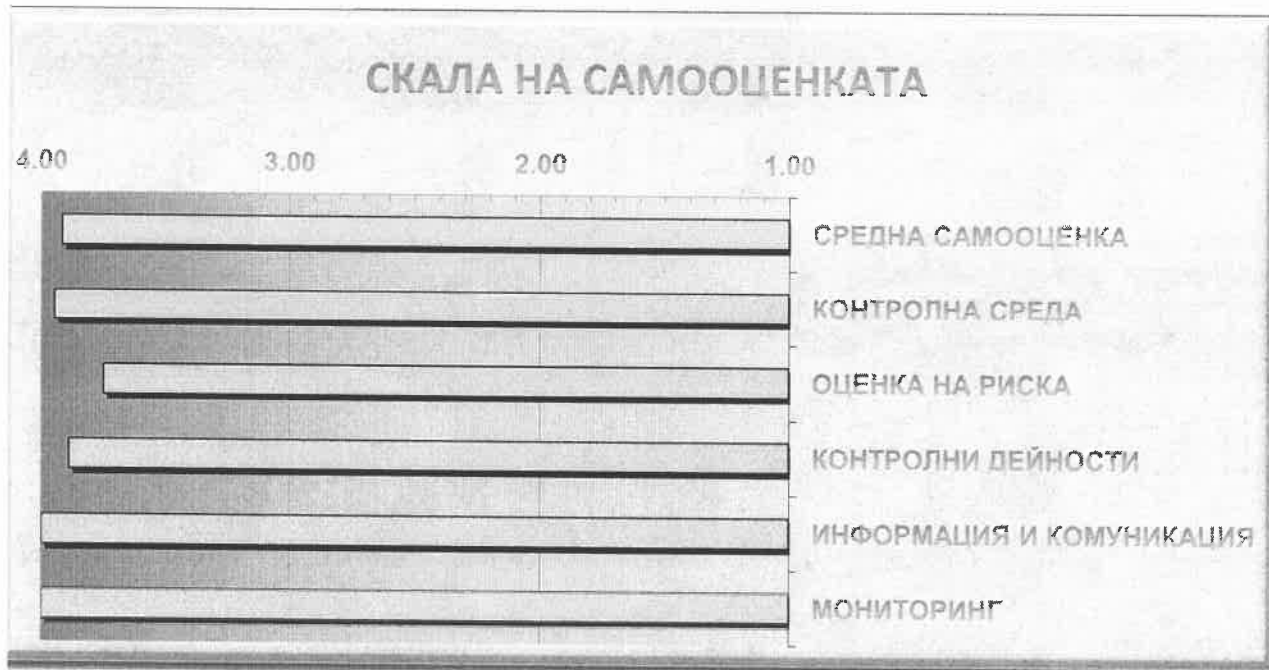 СКАЛА НА САМООЦЕНКАТА
4.00 3.00 2.00 1.00
СРЕДНА САМООЦЕНКА
КОНТРОЛНА СРЕДА
ОЦЕНКА НА РИСКА
КОНТРОЛНИ ДЕЙНОСТИ
ИНФОРМАЦИЯ И КОМУНИКАЦИЯ
МОНИТОРИНГ